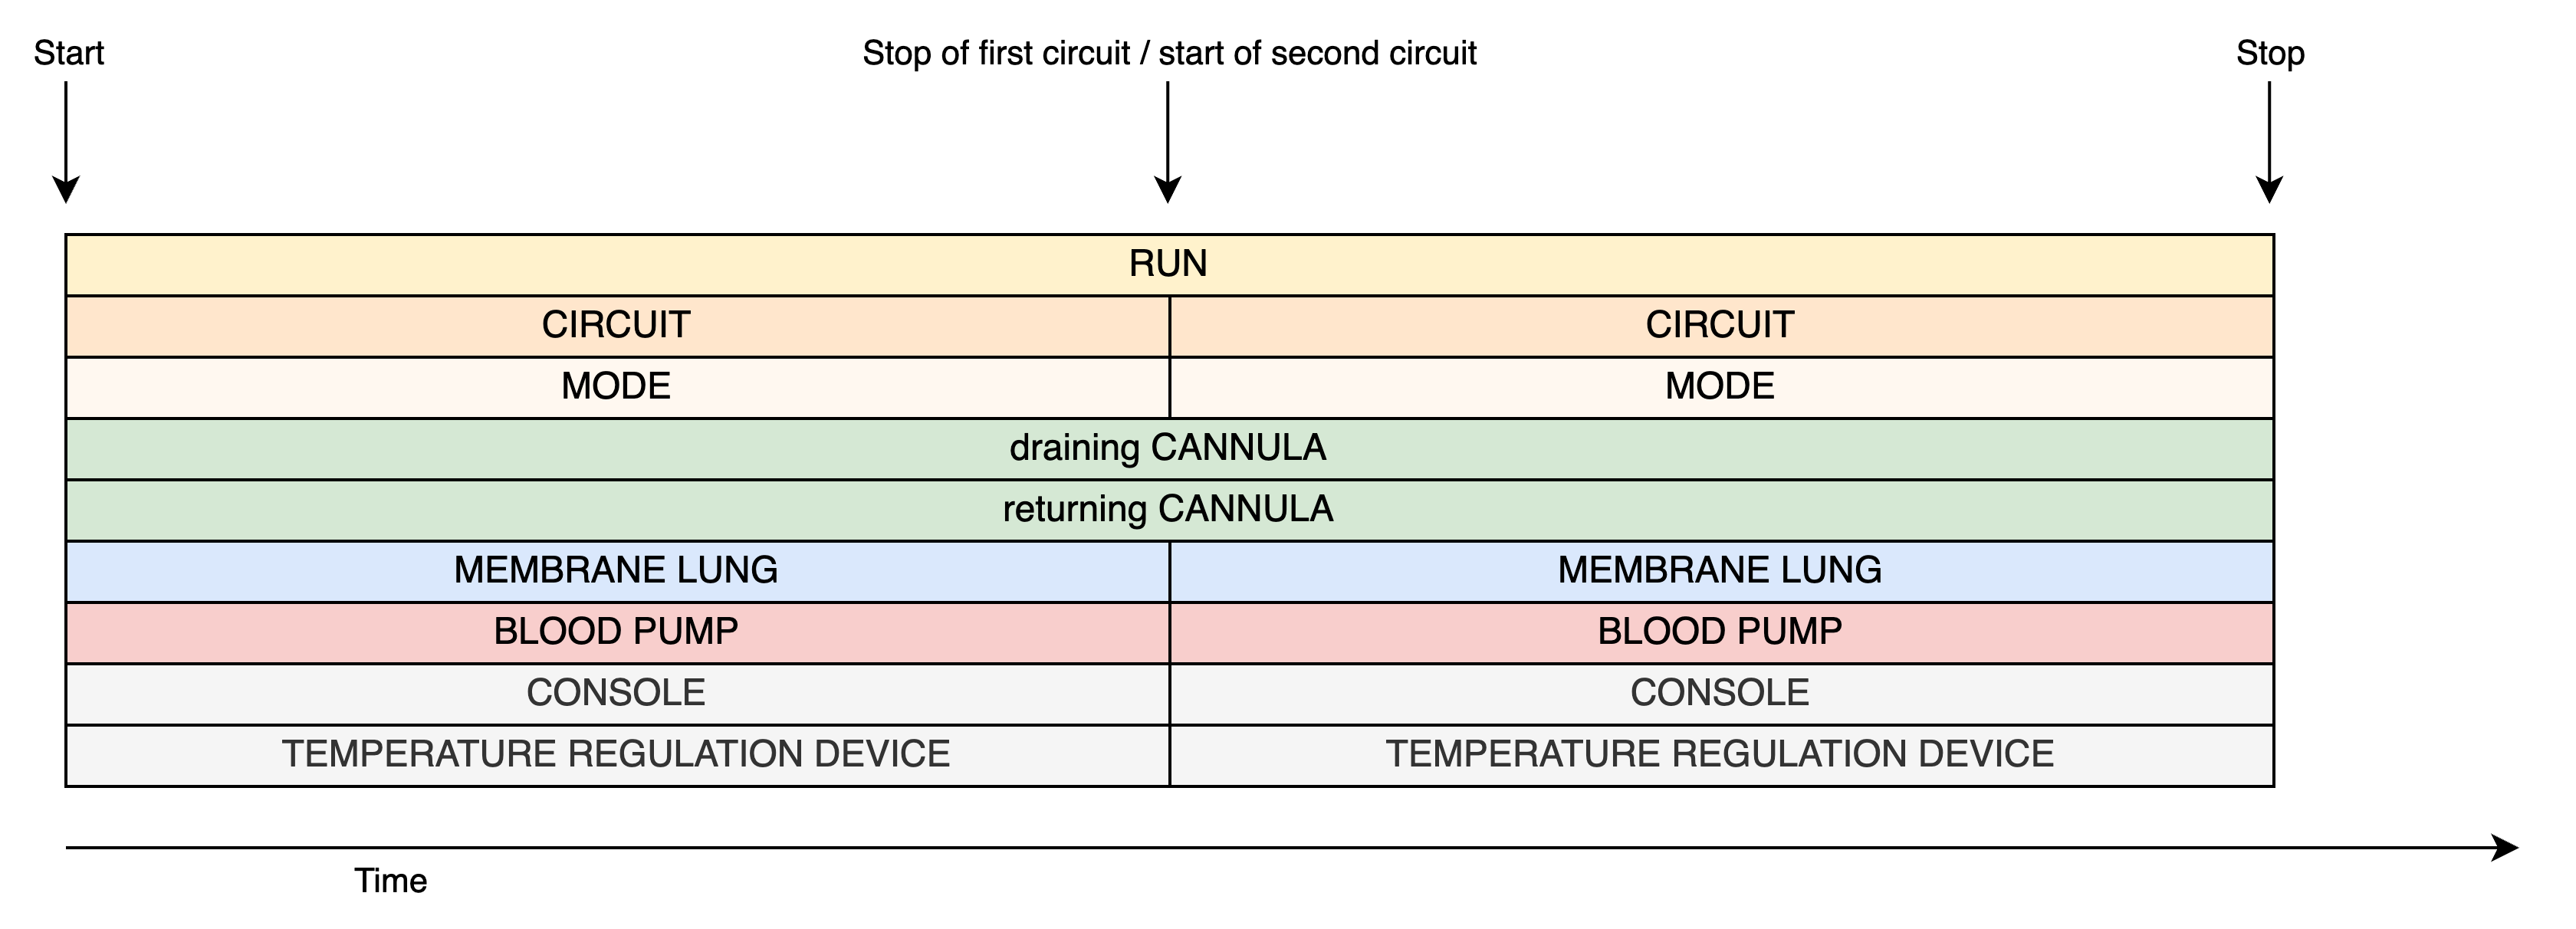 Start
Stop of first circuit / start of second circuit
Stop
RUN
CIRCUIT
CIRCUIT
MODE
MODE
draining CANNULA
returning CANNULA
MEMBRANE LUNG
MEMBRANE LUNG
BLOOD PUMP
BLOOD PUMP
CONSOLE
CONSOLE
TEMPERATURE REGULATION DEVICE
TEMPERATURE REGULATION DEVICE
Time